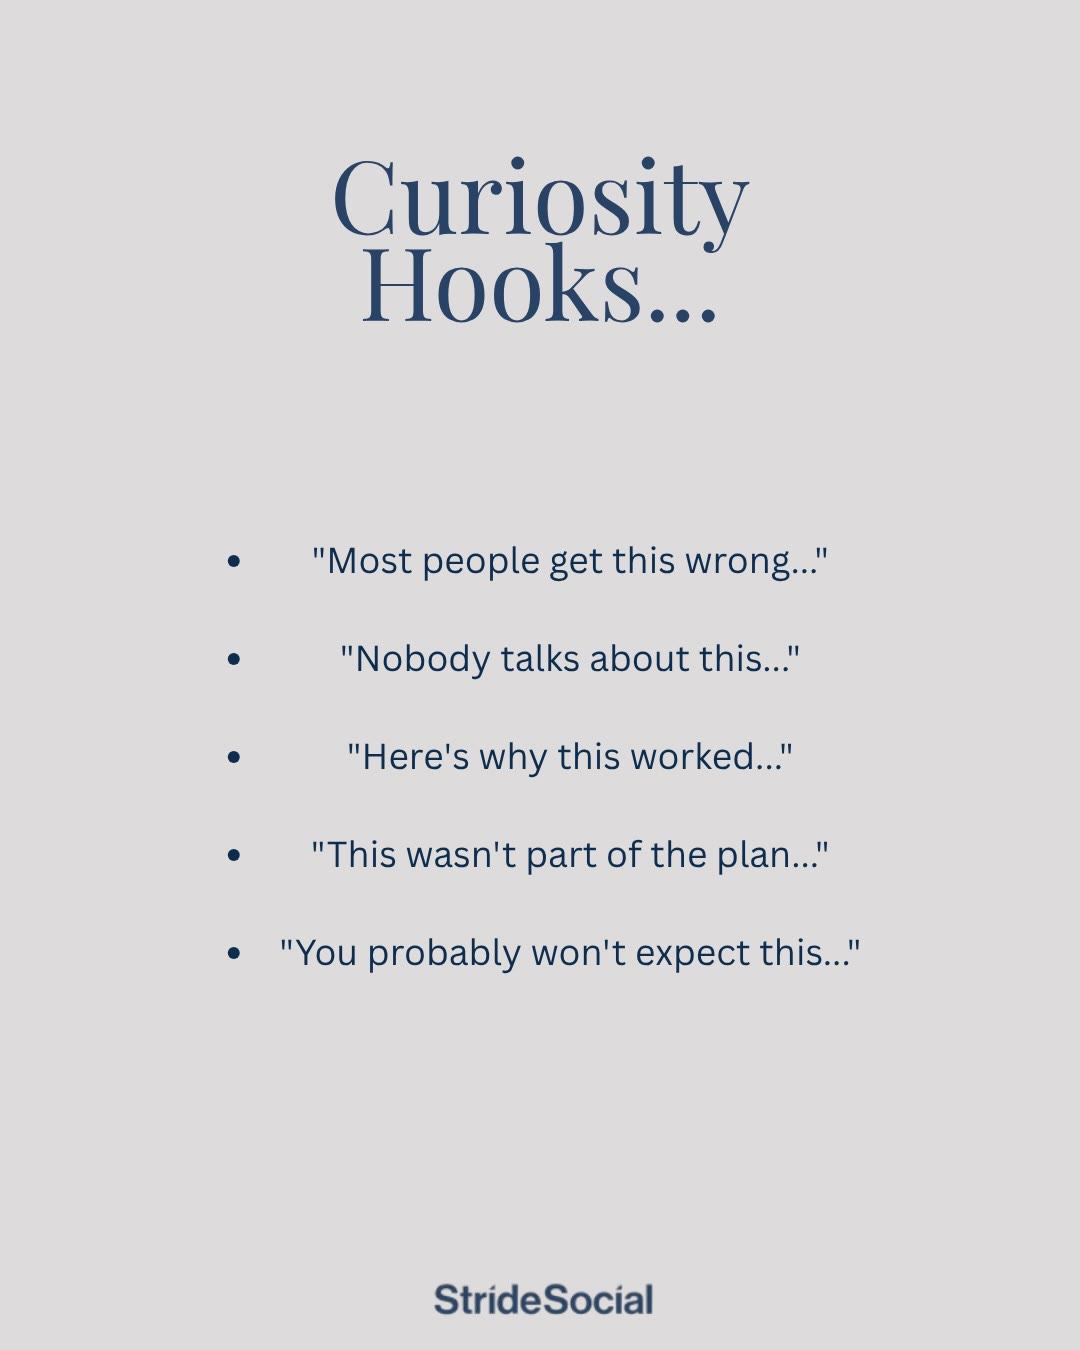 Curiosity
Hooks...
• "Most people get this wrong..."
• "Nobody talks about this..."
• "Here's why this worked..."
• "This wasn't part of the plan..."
• "You probably won't expect this..."
StrideSocial